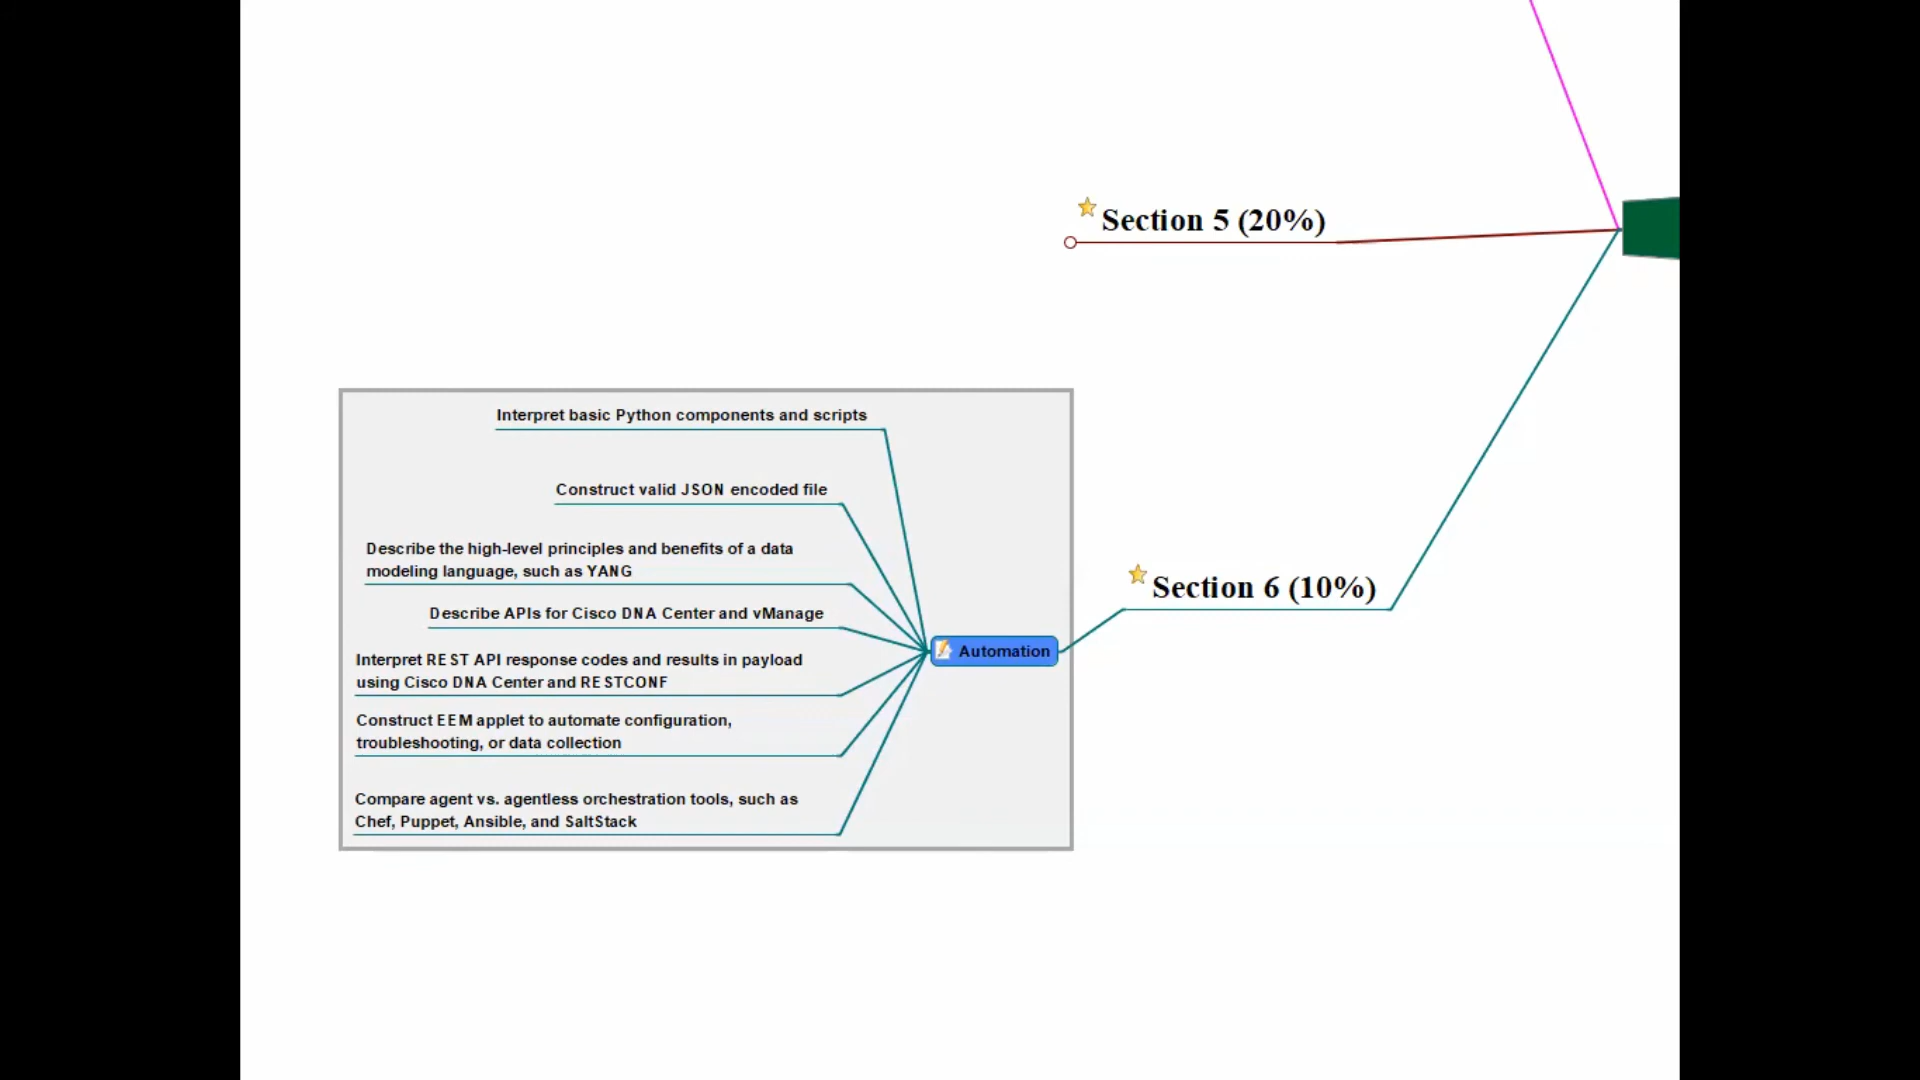 Section 5 (20%)
Interpret basic Python components and scripts
Construct valid JSON encoded file
Describe the high-level principles and benefits of a data
modeling language, such as YANG
Describe APIs for Cisco DNA Center and vManage
Interpret REST API response codes and results in payload
using Cisco DNA Center and RESTCONF
Construct EEM applet to automate configuration,
troubleshooting, or data collection
Compare agent vs. agentless orchestration tools, such as
Chef, Puppet, Ansible, and SaltStack
Automation
Section 6 (10%)